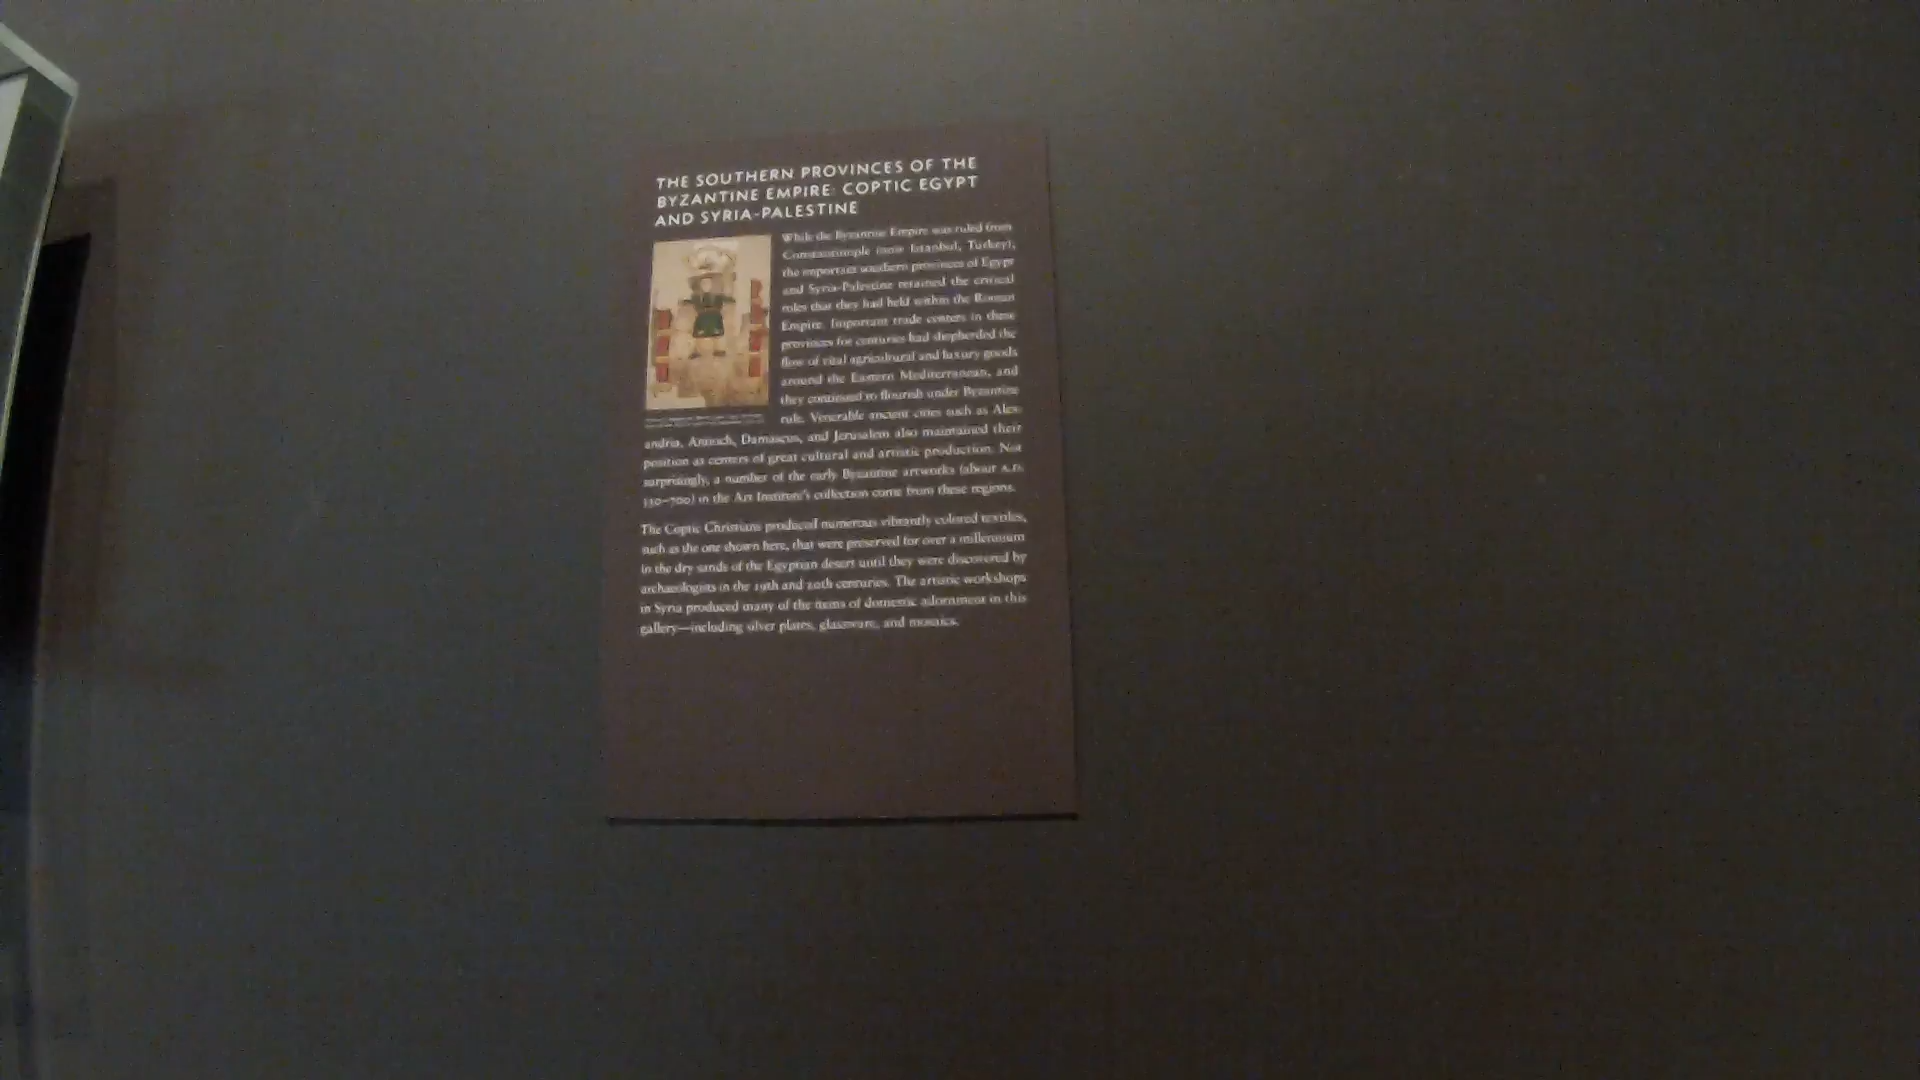 THE SOUTHERN PROVINCES OF THE
BYZANTINE EMPIRE: COPTIC EGYPT
AND SYRIA-PALESTINE
While the Byzantine Empire was ruled from
Constantinople (now Istanbul, Turkey),
the important southern provinces of Egypt
and Syria-Palestine retained the critical
roles that they had held within the Roman
Empire. Important trade centers in these
provinces for centuries had shepherded the
flow of vital agricultural and luxury goods
around the Eastern Mediterranean, and
they continued to flourish under Byzantine
rule. Venerable ancient cities such as Alex-
andria, Antioch, Damascus, and Jerusalem also maintained their
position as centers of great cultural and artistic production. Not
surprisingly, a number of the early Byzantine artworks (about A.D.
330–700) in the Art Institute's collection come from these regions.
The Coptic Christians produced numerous vibrantly colored textiles,
such as the one shown here, that were preserved for over a millennium
in the dry sands of the Egyptian desert until they were discovered by
archaeologists in the 19th and 20th centuries. The artistic workshops
in Syria produced many of the items of domestic adornment in this
gallery—including silver plates, glassware, and mosaics.